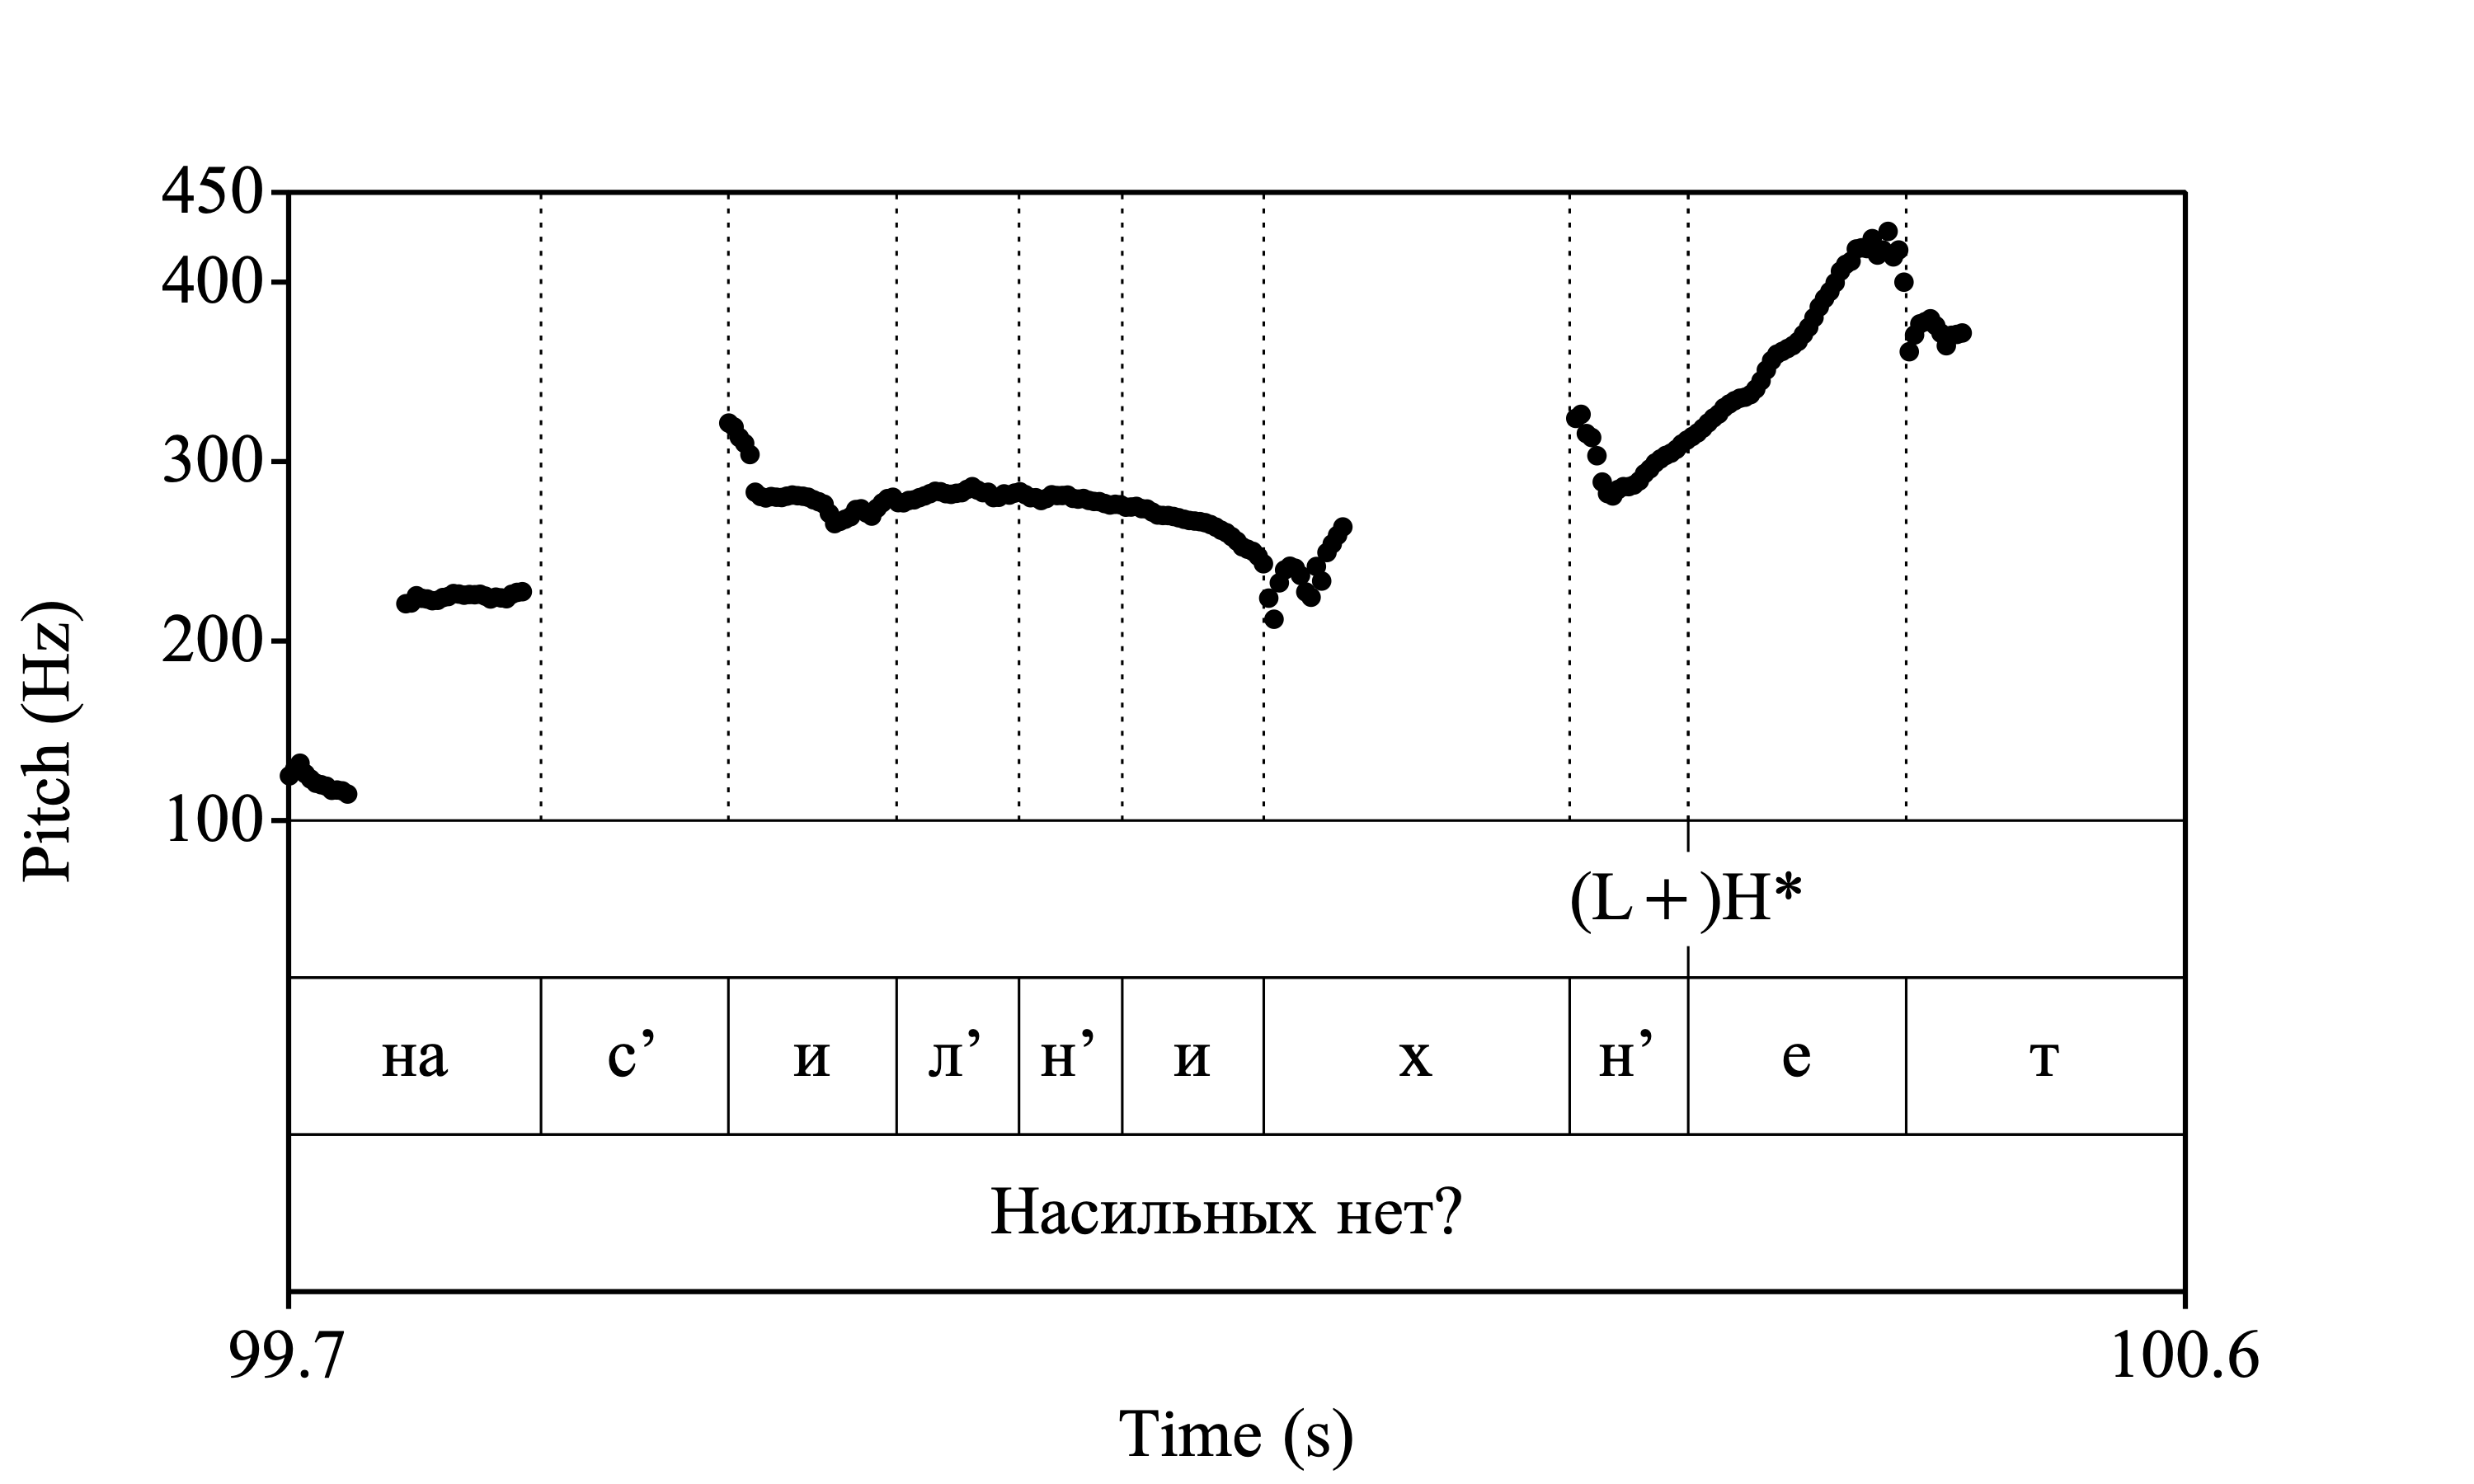 450
400
300
200
100
Pitch (Hz)
(L+)H*
на с’ и л’ н’ и х н’ е т
Насильных нет?
99.7 100.6
Time (s)